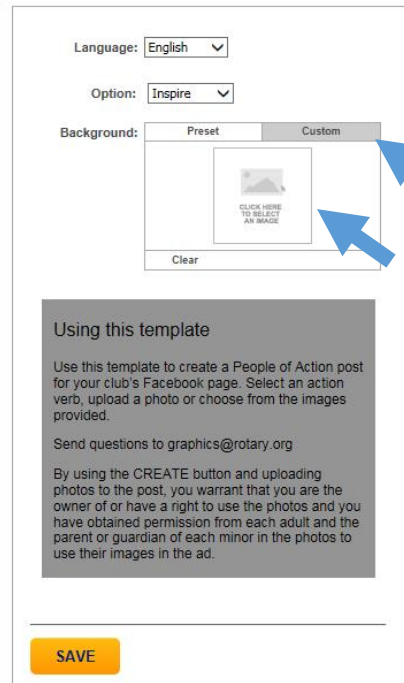 Language: English
Option: Inspire
Background: Preset Custom
CLICK HERE
TO SELECT
AN IMAGE
Clear
Using this template
Use this template to create a People of Action post
for your club's Facebook page. Select an action
verb, upload a photo or choose from the images
provided.
Send questions to graphics@rotary.org
By using the CREATE button and uploading
photos to the post, you warrant that you are the
owner of or have a right to use the photos and you
have obtained permission from each adult and the
parent or guardian of each minor in the photos to
use their images in the ad.
SAVE